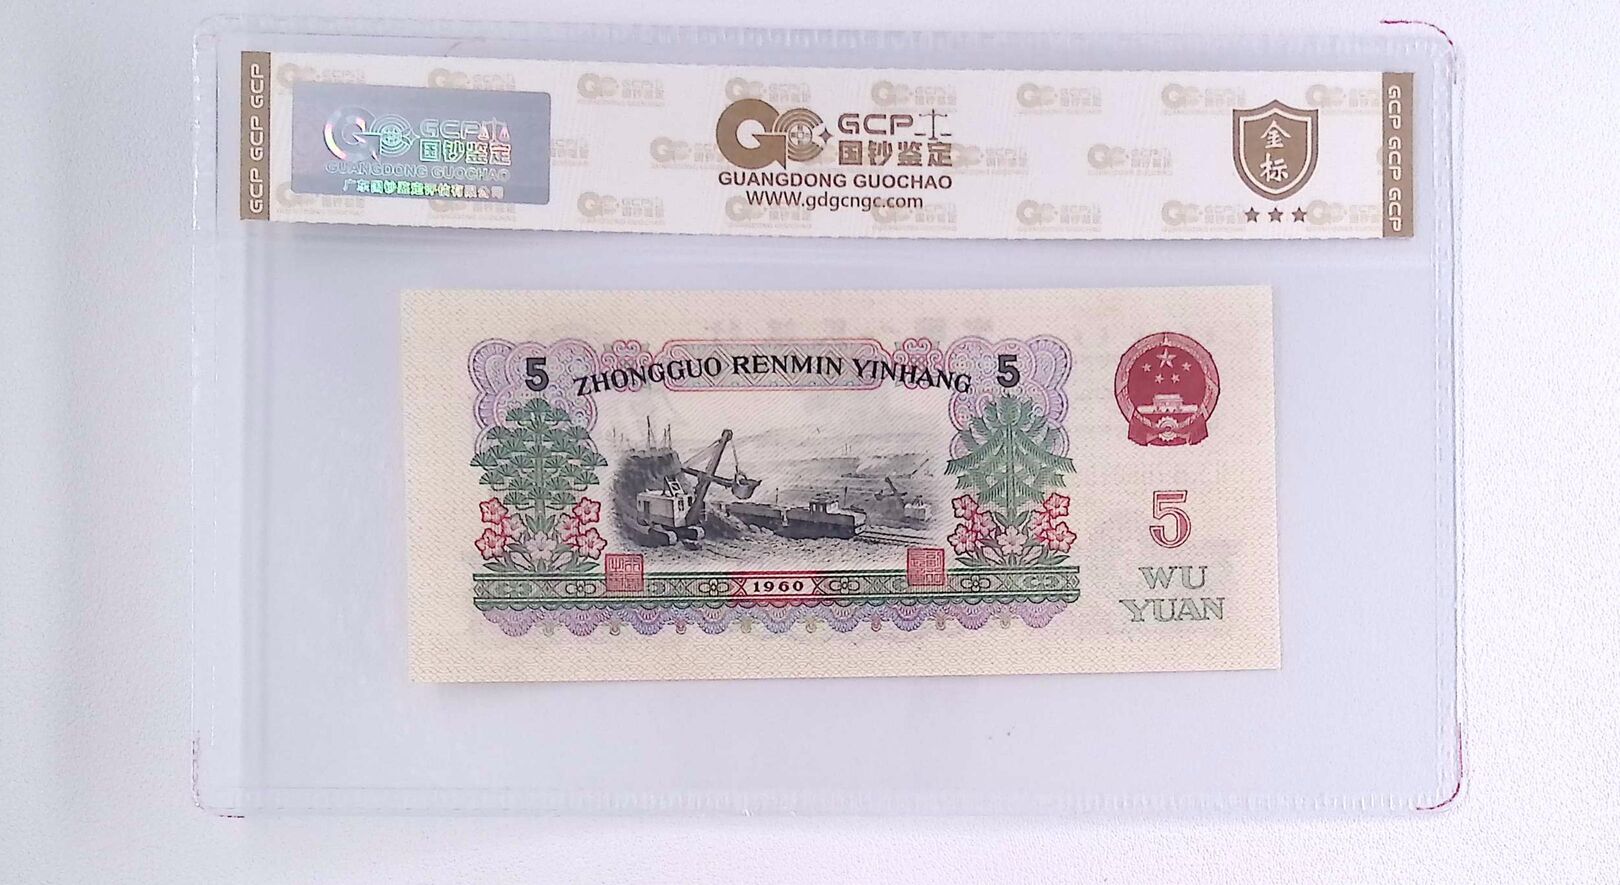 GCP GCP GCP
GCP
国钞鉴定
GUANGDONG GUOCHAO
广东国钞鉴定评估有限公司
GCP
国钞鉴定
GUANGDONG GUOCHAO
WWW.gdgcngc.com
金
标
GCP GCP GCP
5 ZHONGGUO RENMIN YINHANG 5
5
1960
WU
YUAN